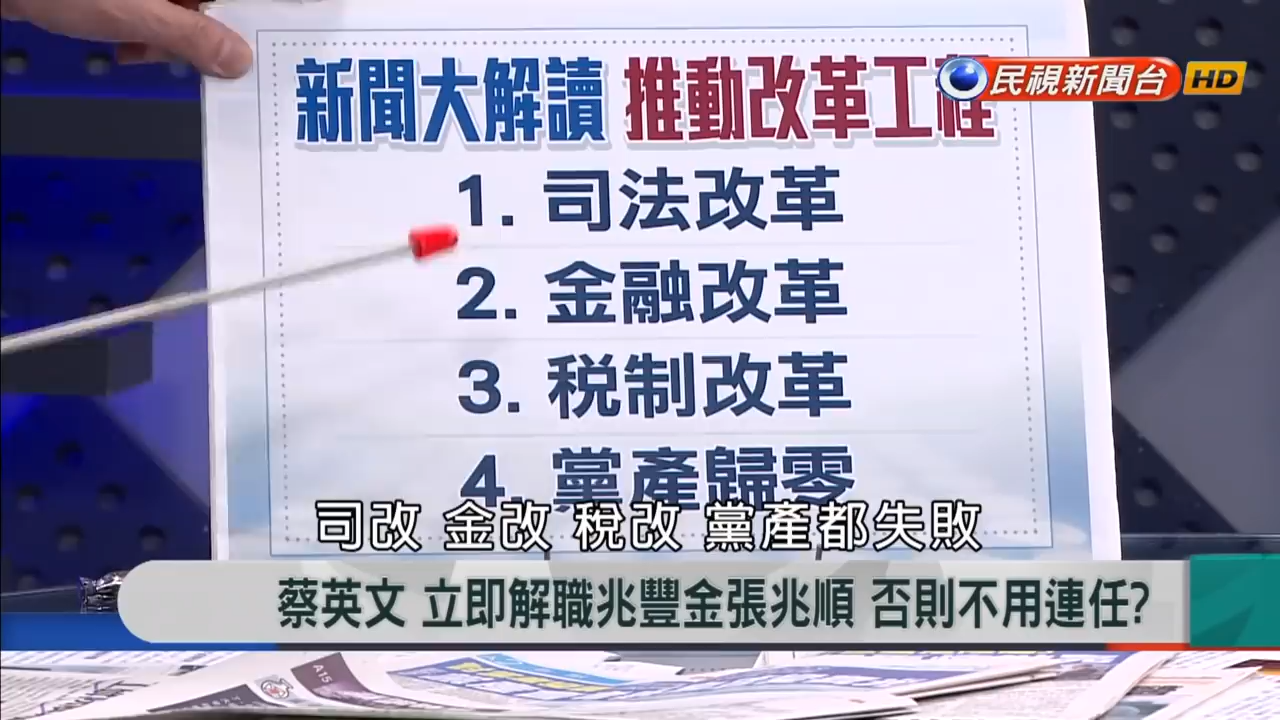 新聞大解讀 推動改革工程
民視新聞台 HD
1. 司法改革
2. 金融改革
3. 税制改革
4. 黨產歸零
司改 金改 稅改 黨產都失敗
蔡英文 立即解職兆豐金張兆順 否則不用連任?
A15